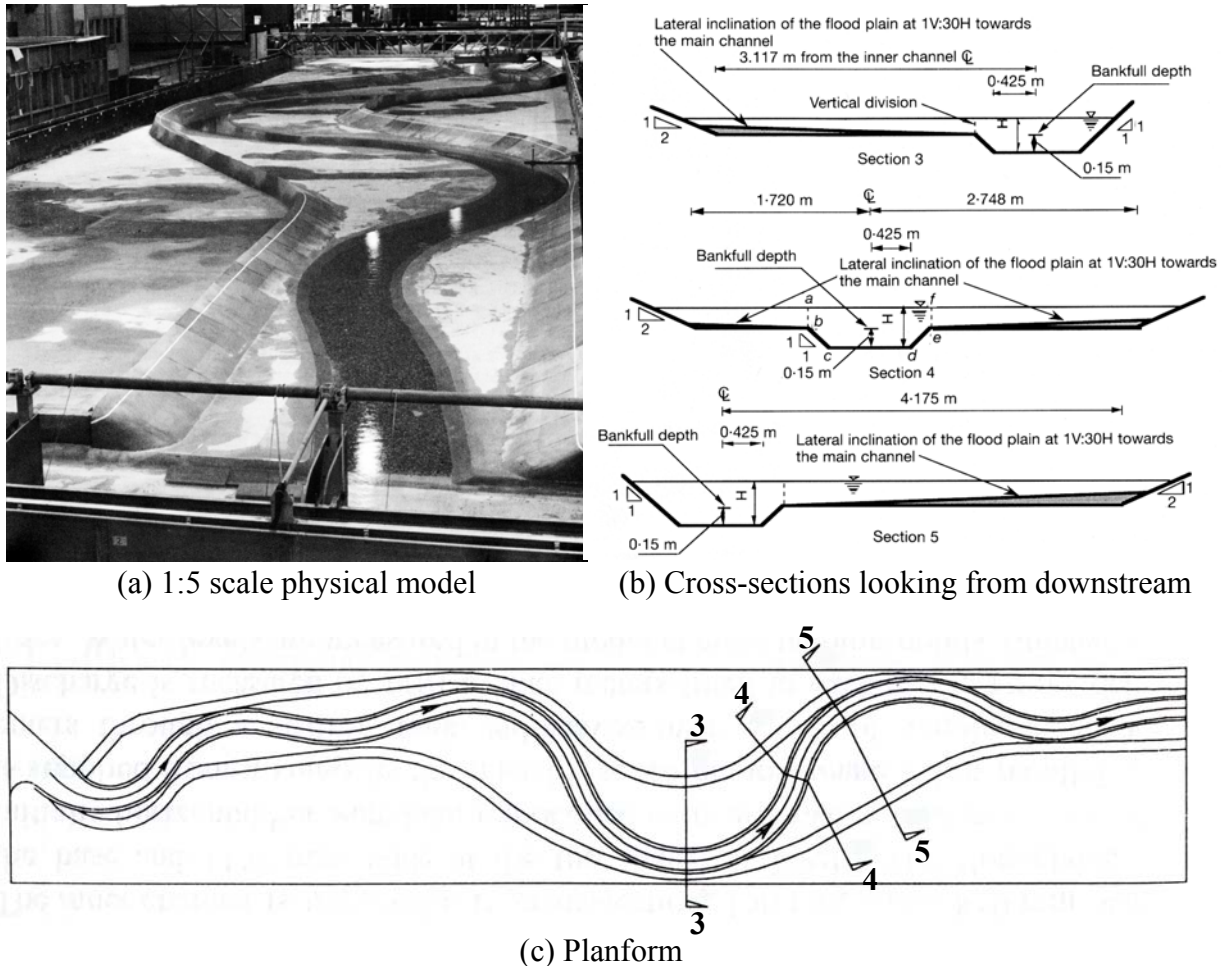 Lateral inclination of the flood plain at 1V:30H towards
the main channel
3.117 m from the inner channel ℄
0·425 m
Bankfull depth
Vertical division
H
1
2
1
1
Section 3
0·15 m
℄
1·720 m
2·748 m
0·425 m
Bankfull depth
Lateral inclination of the flood plain at 1V:30H towards
the main channel
a
f
H
b
e
1
2
1
1
c
d
0·15 m
Section 4
1
2
℄
4·175 m
0·425 m
Bankfull depth
Lateral inclination of the flood plain at 1V:30H towards
the main channel
H
1
1
1
2
0·15 m
Section 5
(a) 1:5 scale physical model
(b) Cross-sections looking from downstream
5
4
3
5
4
3
(c) Planform